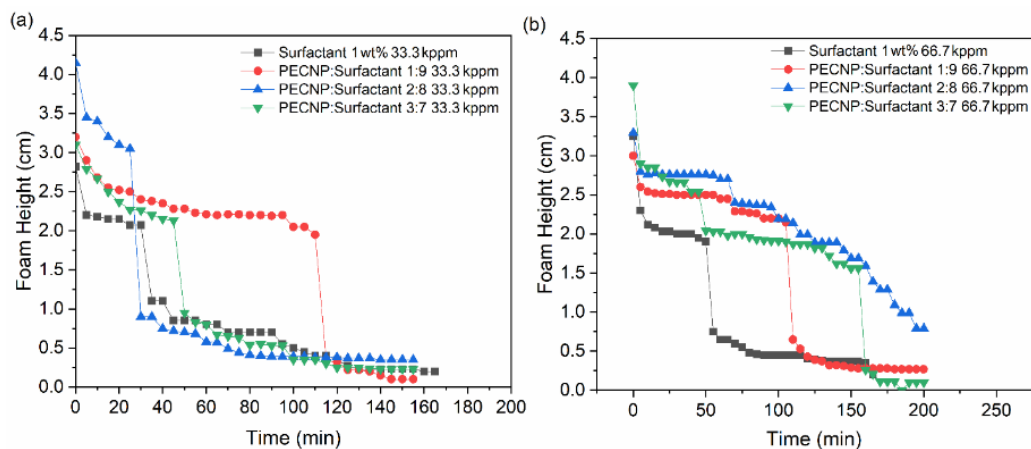 (a)
Surfactant 1 wt% 33.3 kppm
PECNP:Surfactant 1:9 33.3 kppm
PECNP:Surfactant 2:8 33.3 kppm
PECNP:Surfactant 3:7 33.3 kppm
Foam Height (cm)
4.5
4.0
3.5
3.0
2.5
2.0
1.5
1.0
0.5
0.0
0 20 40 60 80 100 120 140 160 180 200
Time (min)
(b)
Surfactant 1 wt% 66.7 kppm
PECNP:Surfactant 1:9 66.7 kppm
PECNP:Surfactant 2:8 66.7 kppm
PECNP:Surfactant 3:7 66.7 kppm
Foam Height (cm)
4.5
4.0
3.5
3.0
2.5
2.0
1.5
1.0
0.5
0.0
0 50 100 150 200 250
Time (min)